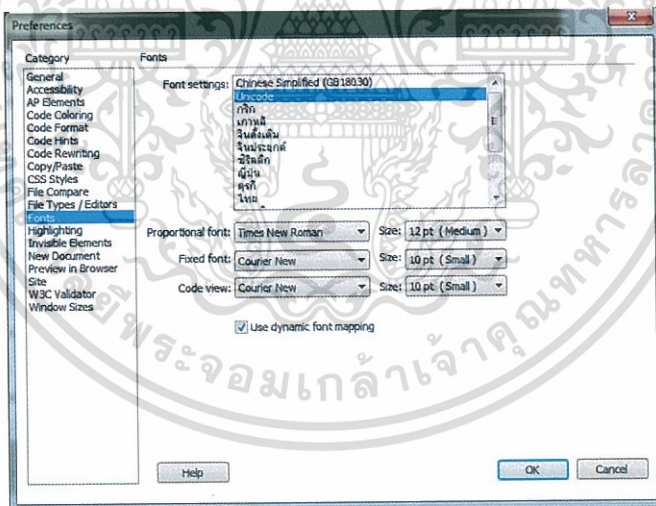 Preferences
Category
Fonts
General
Accessibility
AP Elements
Code Coloring
Code Format
Code Hints
Code Rewriting
Copy/Paste
CSS Styles
File Compare
File Types / Editors
Fonts
Highlighting
Invisible Elements
New Document
Preview in Browser
Site
W3C Validator
Window Sizes
Font settings:
Chinese Simplified (GB18030)
Unicode
กรีก
เกาหลี
จีนดั้งเดิม
จีนประยุกต์
ซิริลลิก
ญี่ปุ่น
ตุรกี
ไทย
Proportional font: Times New Roman Size: 12 pt (Medium)
Fixed font: Courier New Size: 10 pt (Small)
Code view: Courier New Size: 10 pt (Small)
Use dynamic font mapping
Help
OK
Cancel